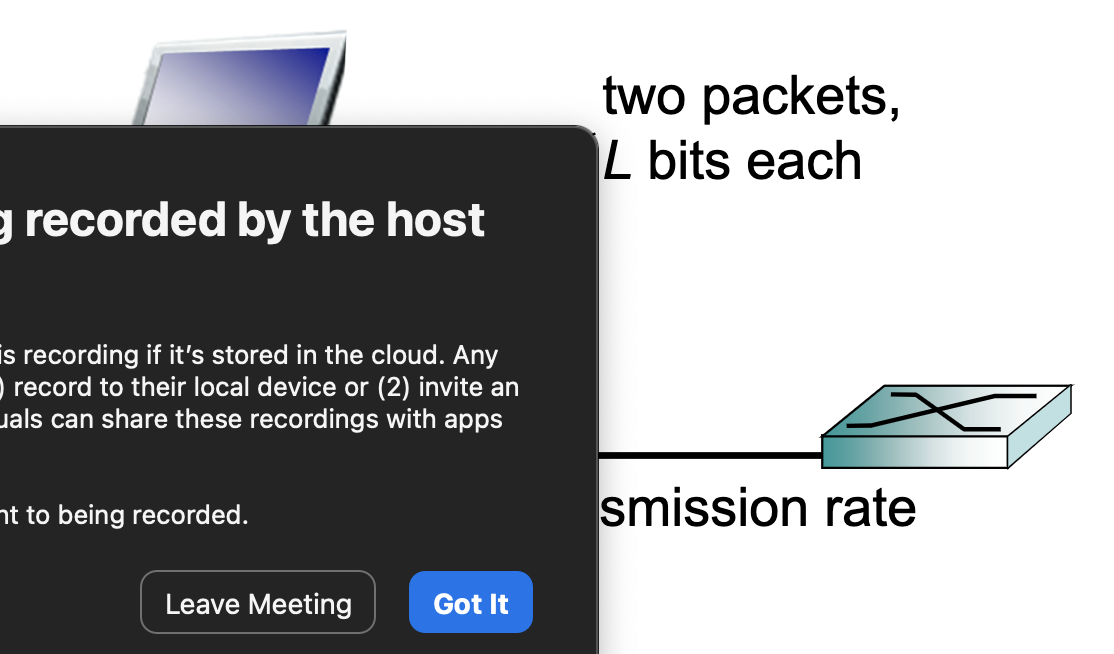 two packets,
L bits each
recorded by the host
is recording if it's stored in the cloud. Any
) record to their local device or (2) invite an
uals can share these recordings with apps
smission rate
nt to being recorded.
Leave Meeting
Got It